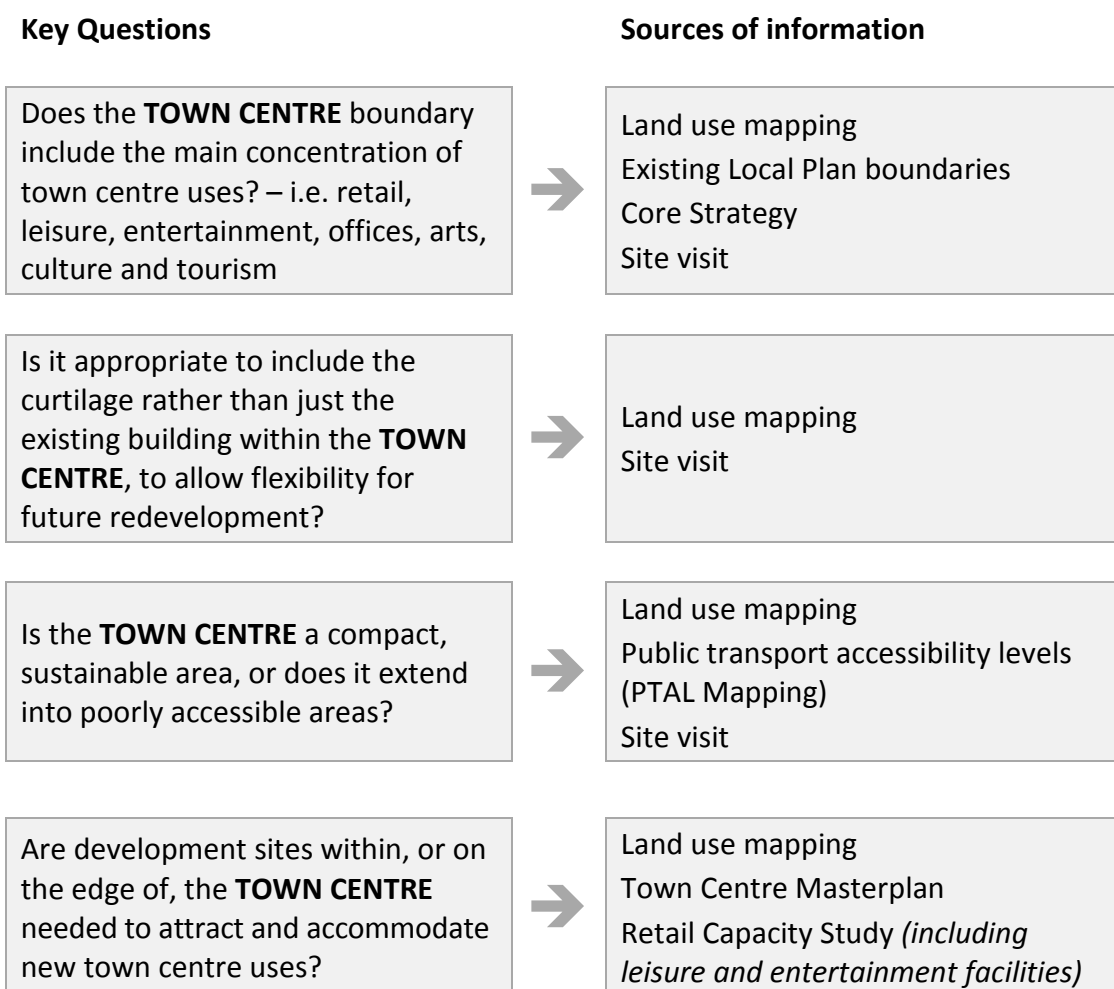 Key Questions
Sources of information
Does the TOWN CENTRE boundary
include the main concentration of
town centre uses? – i.e. retail,
leisure, entertainment, offices, arts,
culture and tourism
Land use mapping
Existing Local Plan boundaries
Core Strategy
Site visit
Is it appropriate to include the
curtilage rather than just the
existing building within the TOWN
CENTRE, to allow flexibility for
future redevelopment?
Land use mapping
Site visit
Is the TOWN CENTRE a compact,
sustainable area, or does it extend
into poorly accessible areas?
Land use mapping
Public transport accessibility levels
(PTAL Mapping)
Site visit
Are development sites within, or on
the edge of, the TOWN CENTRE
needed to attract and accommodate
new town centre uses?
Land use mapping
Town Centre Masterplan
Retail Capacity Study (including
leisure and entertainment facilities)